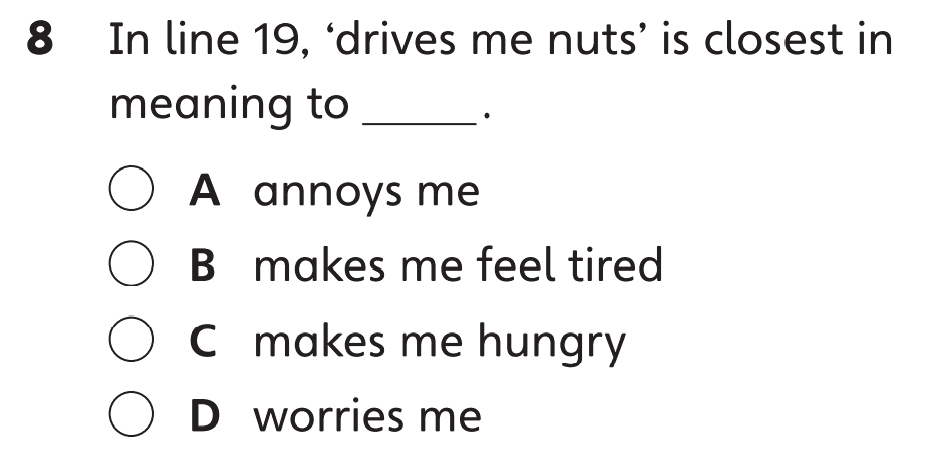 8 In line 19, ‘drives me nuts’ is closest in
meaning to _____.
A annoys me
B makes me feel tired
C makes me hungry
D worries me